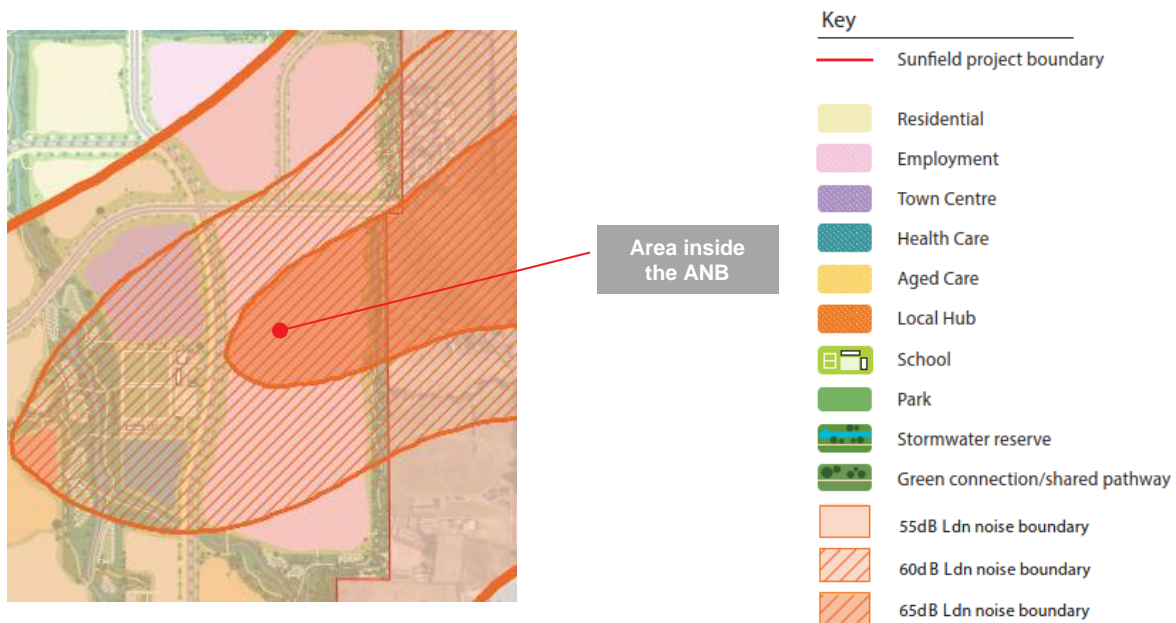 Key
Sunfield project boundary
Residential
Employment
Town Centre
Health Care
Aged Care
Local Hub
School
Park
Stormwater reserve
Green connection/shared pathway
55dB Ldn noise boundary
60dB Ldn noise boundary
65dB Ldn noise boundary
Area inside
the ANB